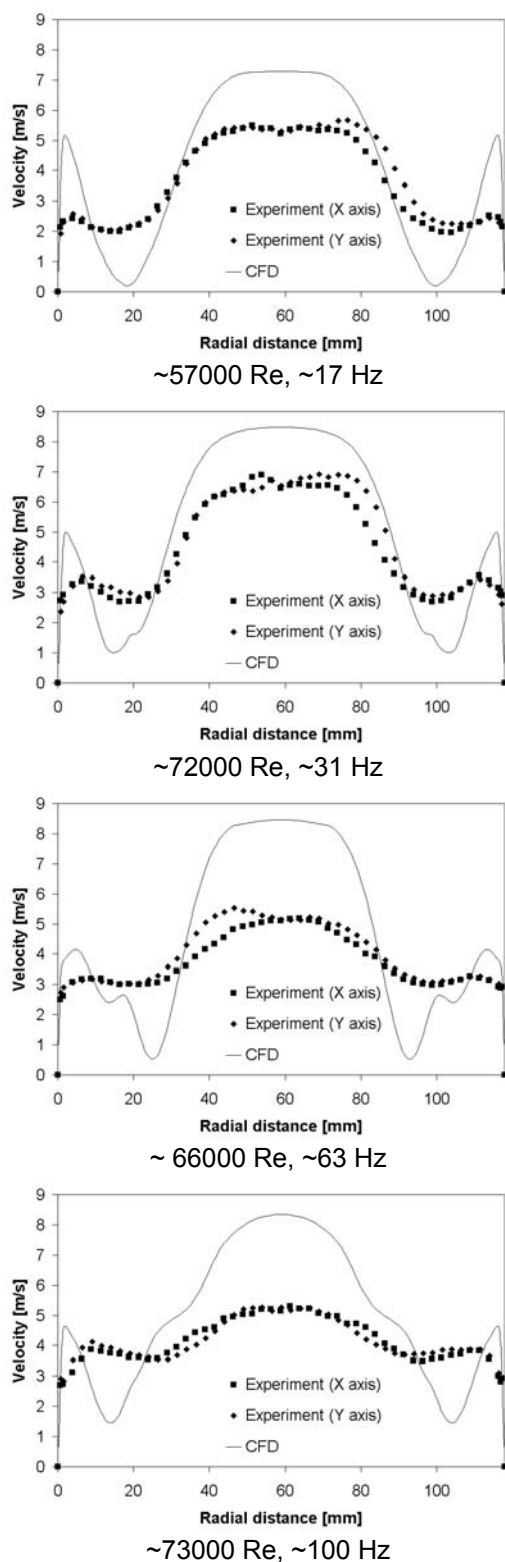 9
8
7
6
5
4
3
2
1
0
Velocity [m/s]
Experiment (X axis)
Experiment (Y axis)
CFD
0 20 40 60 80 100
Radial distance [mm]
~57000 Re, ~17 Hz
9
8
7
6
5
4
3
2
1
0
Velocity [m/s]
Experiment (X axis)
Experiment (Y axis)
CFD
0 20 40 60 80 100
Radial distance [mm]
~72000 Re, ~31 Hz
9
8
7
6
5
4
3
2
1
0
Velocity [m/s]
Experiment (X axis)
Experiment (Y axis)
CFD
0 20 40 60 80 100
Radial distance [mm]
~ 66000 Re, ~63 Hz
9
8
7
6
5
4
3
2
1
0
Velocity [m/s]
Experiment (X axis)
Experiment (Y axis)
CFD
0 20 40 60 80 100
Radial distance [mm]
~73000 Re, ~100 Hz